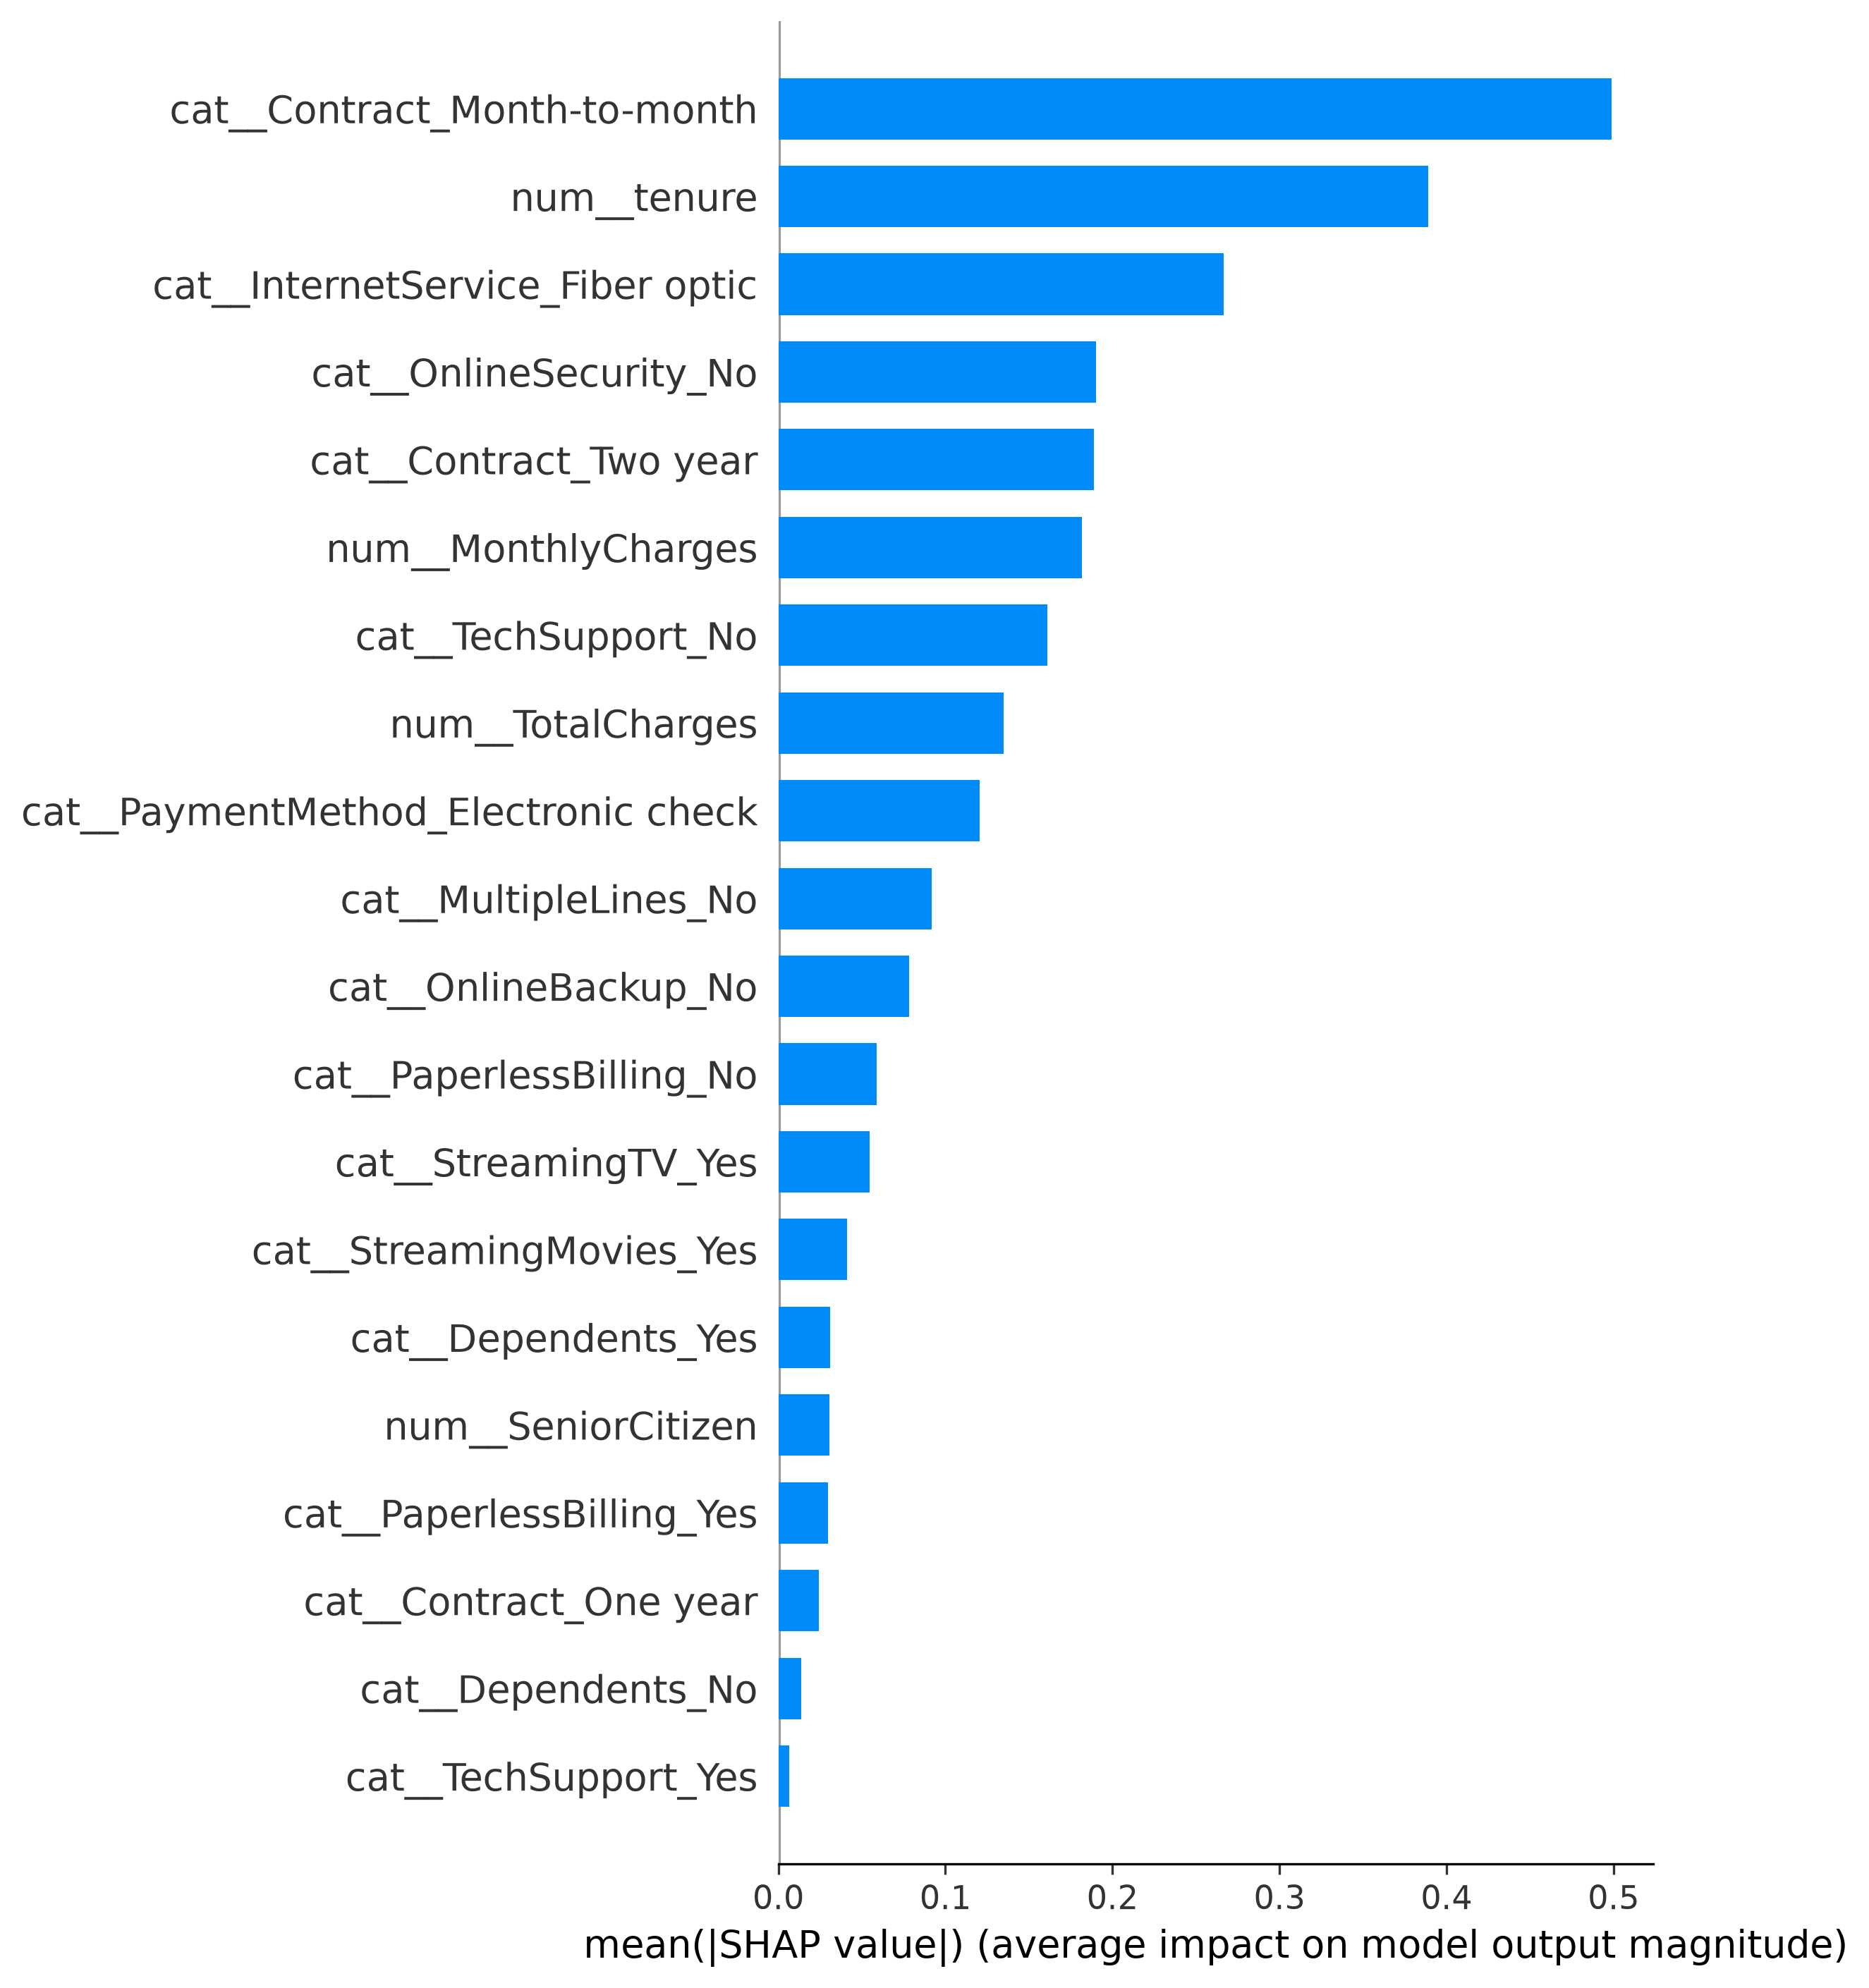 cat__Contract_Month-to-month
num__tenure
cat__InternetService_Fiber optic
cat__OnlineSecurity_No
cat__Contract_Two year
num__MonthlyCharges
cat__TechSupport_No
num__TotalCharges
cat__PaymentMethod_Electronic check
cat__MultipleLines_No
cat__OnlineBackup_No
cat__PaperlessBilling_No
cat__StreamingTV_Yes
cat__StreamingMovies_Yes
cat__Dependents_Yes
num__SeniorCitizen
cat__PaperlessBilling_Yes
cat__Contract_One year
cat__Dependents_No
cat__TechSupport_Yes
0.0 0.1 0.2 0.3 0.4 0.5
mean(|SHAP value|) (average impact on model output magnitude)